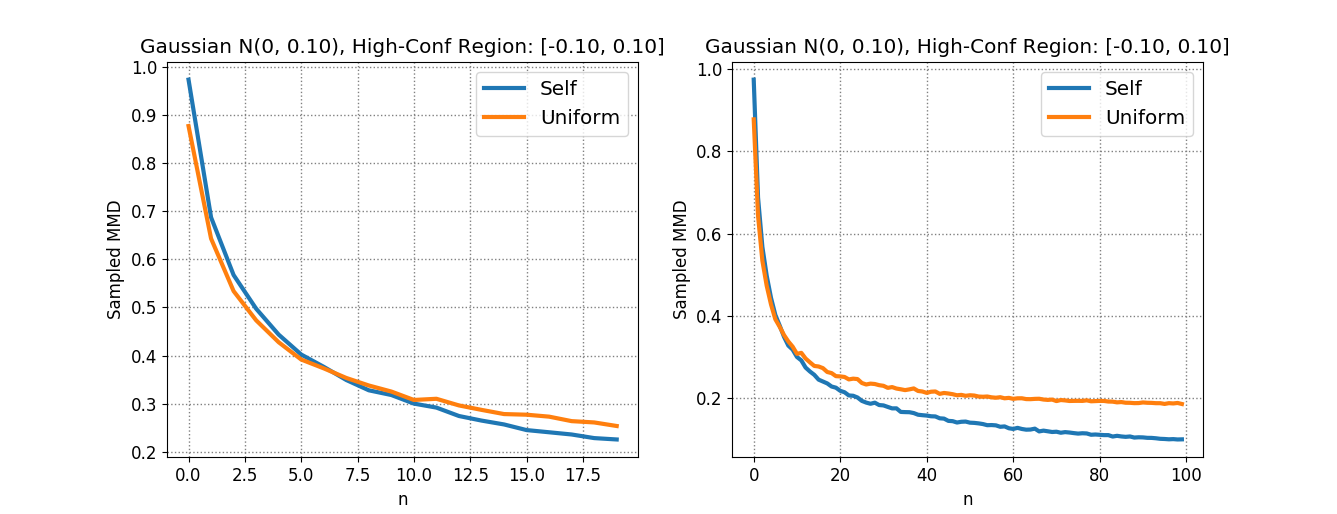 Gaussian N(0, 0.10), High-Conf Region: [-0.10, 0.10]
1.0
0.9
0.8
0.7
0.6
0.5
0.4
0.3
0.2
Sampled MMD
Self
Uniform
0.0 2.5 5.0 7.5 10.0 12.5 15.0 17.5
n
Gaussian N(0, 0.10), High-Conf Region: [-0.10, 0.10]
1.0
0.8
0.6
0.4
0.2
Sampled MMD
Self
Uniform
0 20 40 60 80 100
n